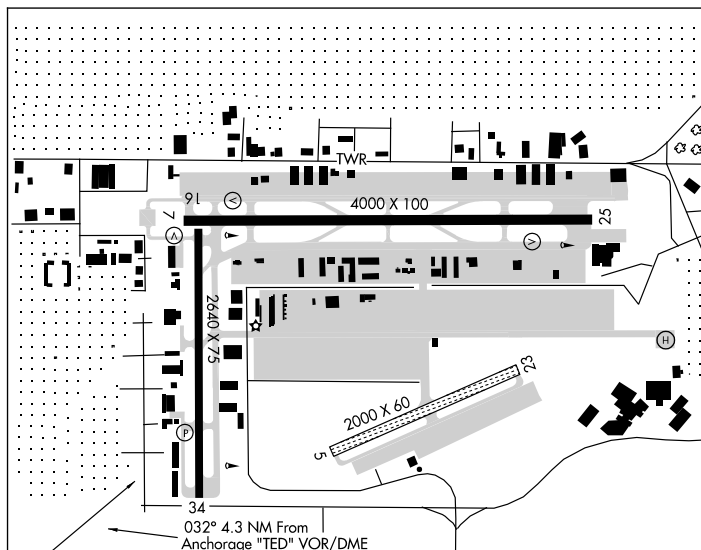 TWR
16
V
7
4000 X 100
25
V
V
2640 X 75
H
23
2000 X 60
P
5
34
032° 4.3 NM From
Anchorage "TED" VOR/DME